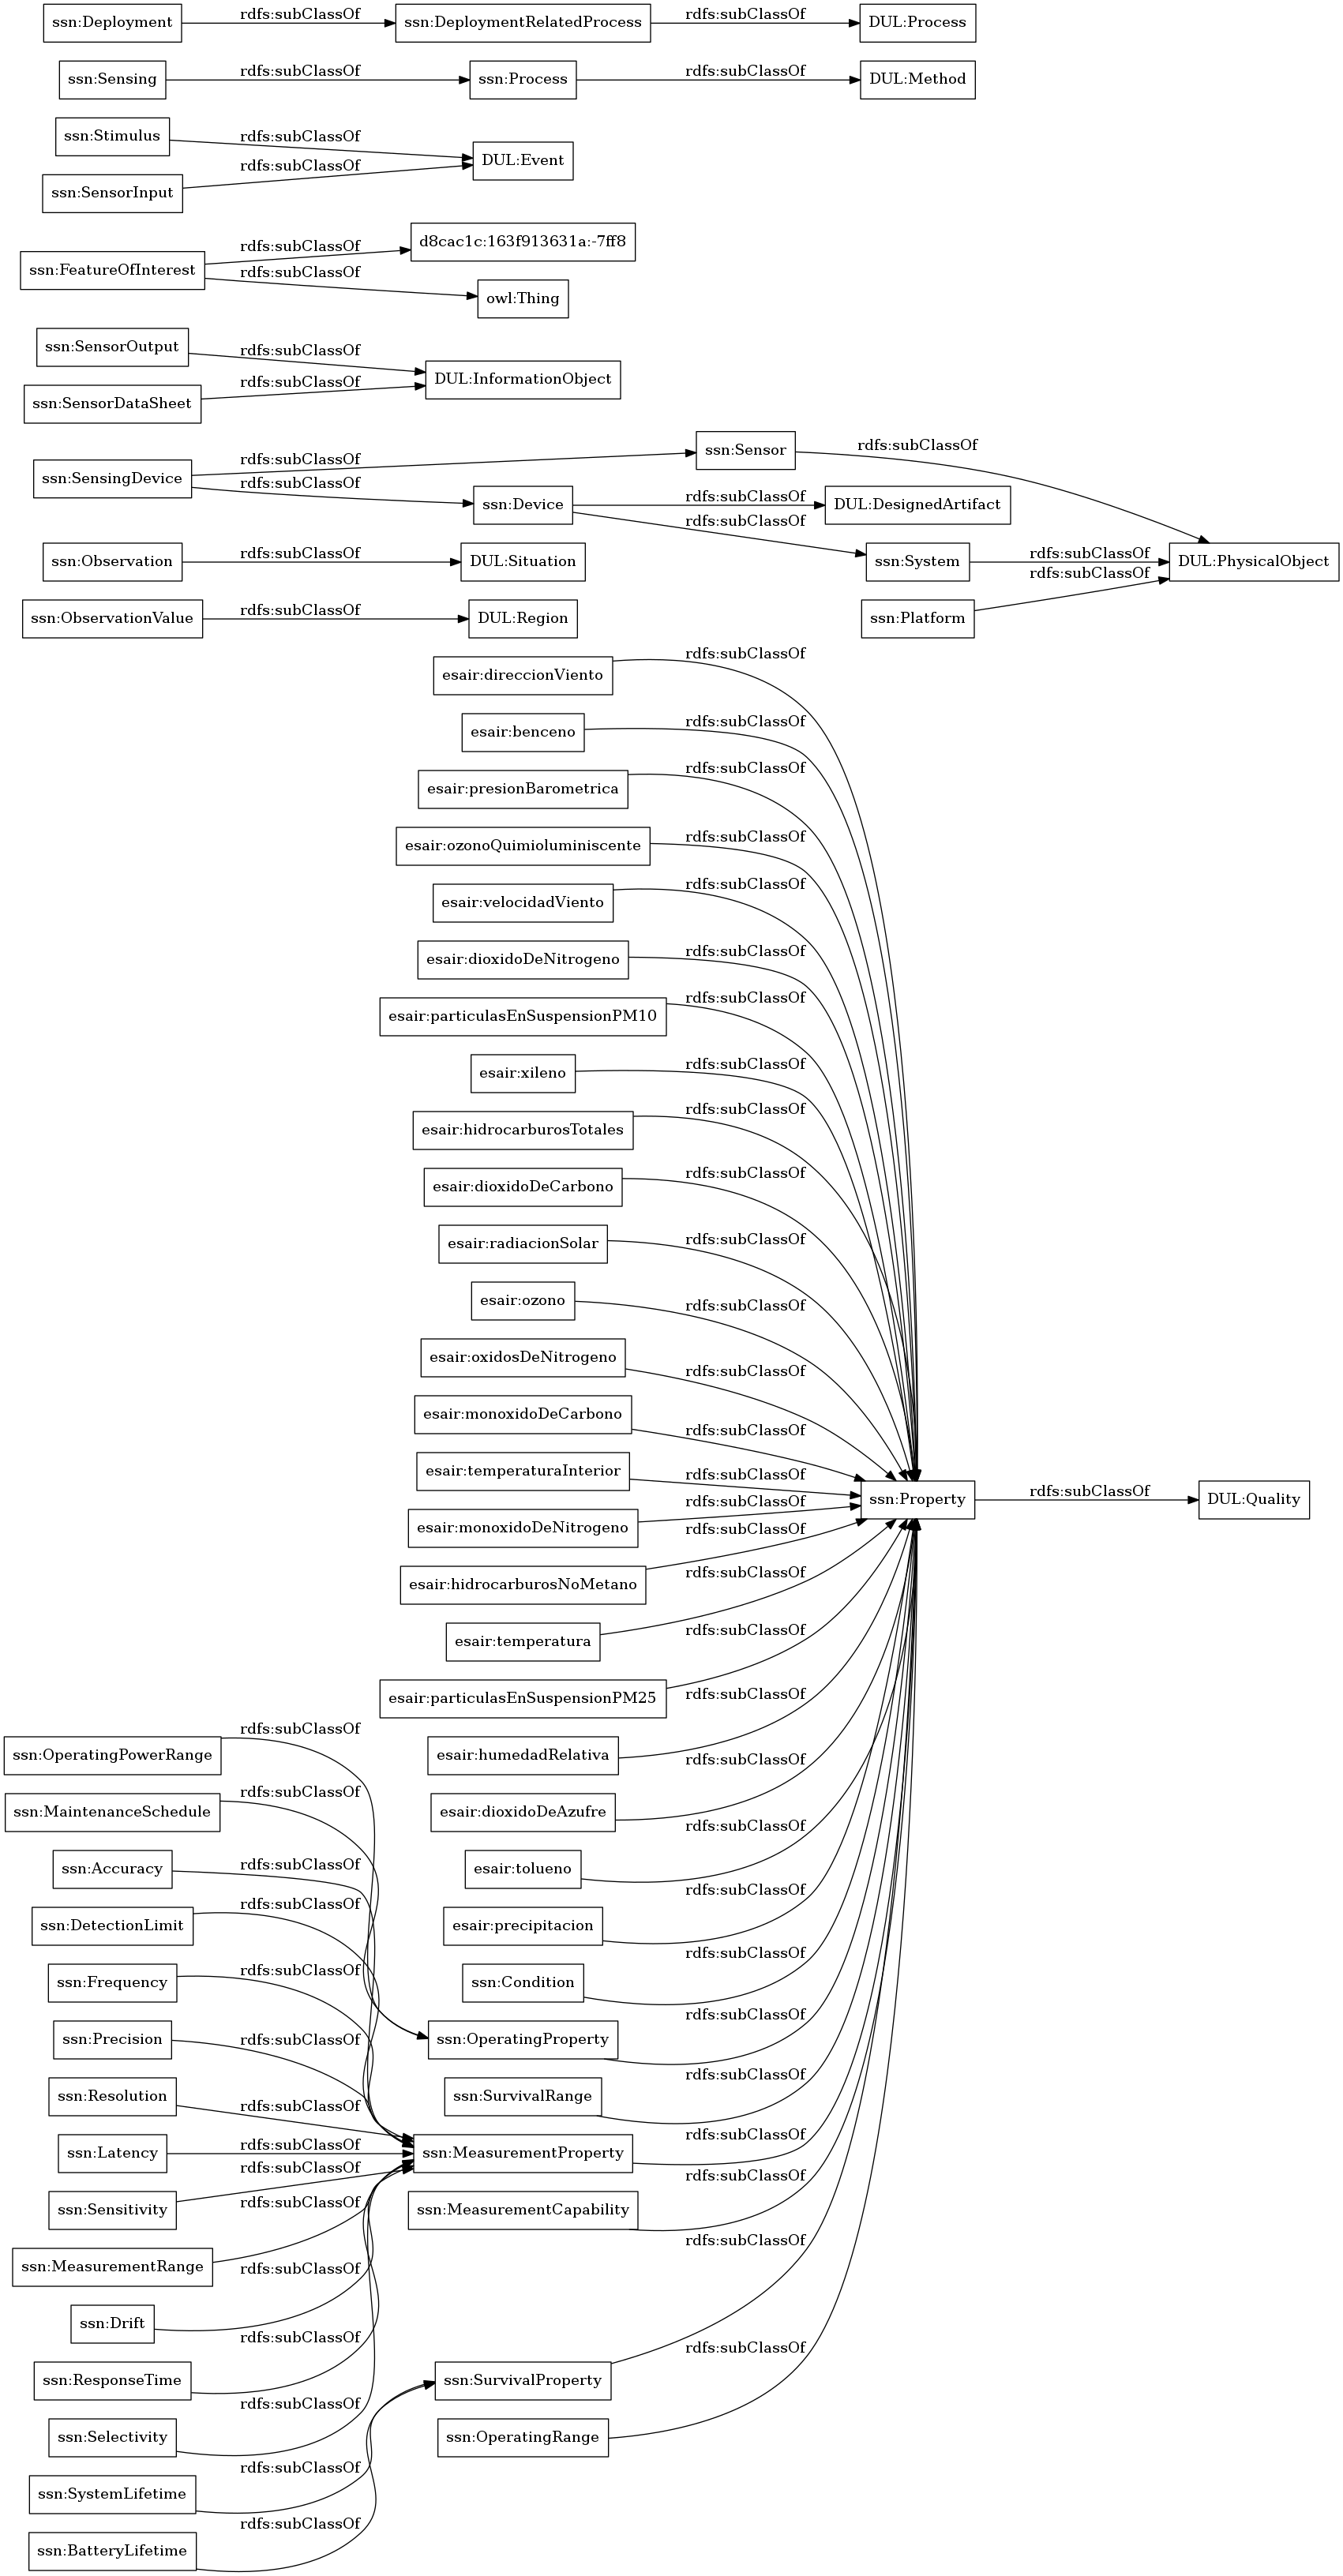 ssn:Deployment rdfs:subClassOf ssn:DeploymentRelatedProcess rdfs:subClassOf DUL:Process
ssn:Sensing rdfs:subClassOf ssn:Process rdfs:subClassOf DUL:Method
ssn:Stimulus rdfs:subClassOf
DUL:Event
ssn:SensorInput rdfs:subClassOf
ssn:FeatureOfInterest rdfs:subClassOf d8cac1c:163f913631a:-7ff8
rdfs:subClassOf owl:Thing
ssn:SensorOutput rdfs:subClassOf
DUL:InformationObject
ssn:SensorDataSheet rdfs:subClassOf
ssn:SensingDevice rdfs:subClassOf ssn:Sensor rdfs:subClassOf
rdfs:subClassOf ssn:Device rdfs:subClassOf DUL:DesignedArtifact
rdfs:subClassOf
ssn:Observation rdfs:subClassOf DUL:Situation ssn:System rdfs:subClassOf DUL:PhysicalObject
rdfs:subClassOf
ssn:ObservationValue rdfs:subClassOf DUL:Region ssn:Platform
esair:direccionViento rdfs:subClassOf
esair:benceno rdfs:subClassOf
esair:presionBarometrica rdfs:subClassOf
esair:ozonoQuimioluminiscente rdfs:subClassOf
esair:velocidadViento rdfs:subClassOf
esair:dioxidoDeNitrogeno rdfs:subClassOf
esair:particulasEnSuspensionPM10 rdfs:subClassOf
esair:xileno rdfs:subClassOf
esair:hidrocarburosTotales rdfs:subClassOf
esair:dioxidoDeCarbono rdfs:subClassOf
esair:radiacionSolar rdfs:subClassOf
esair:ozono rdfs:subClassOf
esair:oxidosDeNitrogeno rdfs:subClassOf
esair:monoxidoDeCarbono rdfs:subClassOf
esair:temperaturaInterior rdfs:subClassOf
ssn:Property rdfs:subClassOf DUL:Quality
esair:monoxidoDeNitrogeno rdfs:subClassOf
esair:hidrocarburosNoMetano rdfs:subClassOf
esair:temperatura rdfs:subClassOf
esair:particulasEnSuspensionPM25 rdfs:subClassOf
ssn:OperatingPowerRange rdfs:subClassOf esair:humedadRelativa rdfs:subClassOf
ssn:MaintenanceSchedule rdfs:subClassOf esair:dioxidoDeAzufre rdfs:subClassOf
ssn:Accuracy rdfs:subClassOf esair:tolueno rdfs:subClassOf
ssn:DetectionLimit rdfs:subClassOf esair:precipitacion rdfs:subClassOf
ssn:Frequency rdfs:subClassOf ssn:Condition rdfs:subClassOf
ssn:Precision rdfs:subClassOf ssn:OperatingProperty rdfs:subClassOf
ssn:Resolution rdfs:subClassOf ssn:SurvivalRange rdfs:subClassOf
ssn:Latency rdfs:subClassOf ssn:MeasurementProperty rdfs:subClassOf
ssn:Sensitivity rdfs:subClassOf ssn:MeasurementCapability rdfs:subClassOf
ssn:MeasurementRange rdfs:subClassOf rdfs:subClassOf
ssn:Drift rdfs:subClassOf
ssn:ResponseTime rdfs:subClassOf ssn:SurvivalProperty rdfs:subClassOf
ssn:Selectivity rdfs:subClassOf ssn:OperatingRange
ssn:SystemLifetime rdfs:subClassOf
ssn:BatteryLifetime rdfs:subClassOf